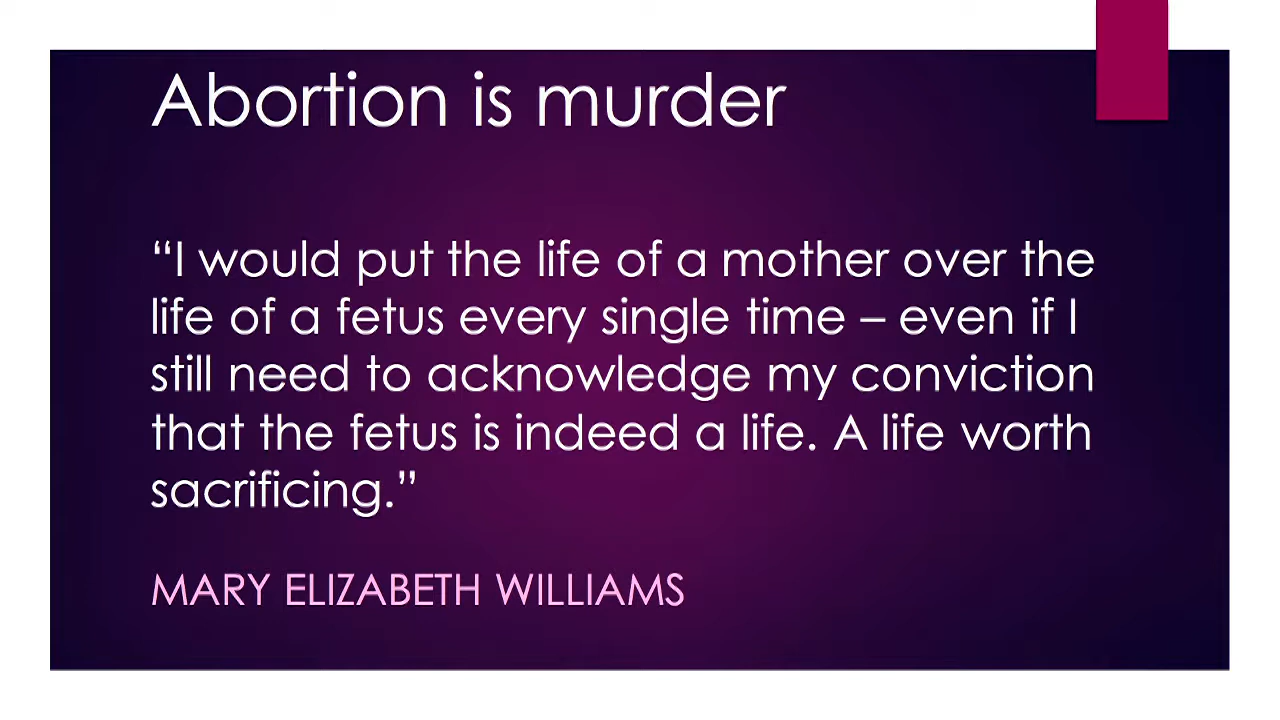 Abortion is murder
“I would put the life of a mother over the
life of a fetus every single time – even if I
still need to acknowledge my conviction
that the fetus is indeed a life. A life worth
sacrificing.”
MARY ELIZABETH WILLIAMS